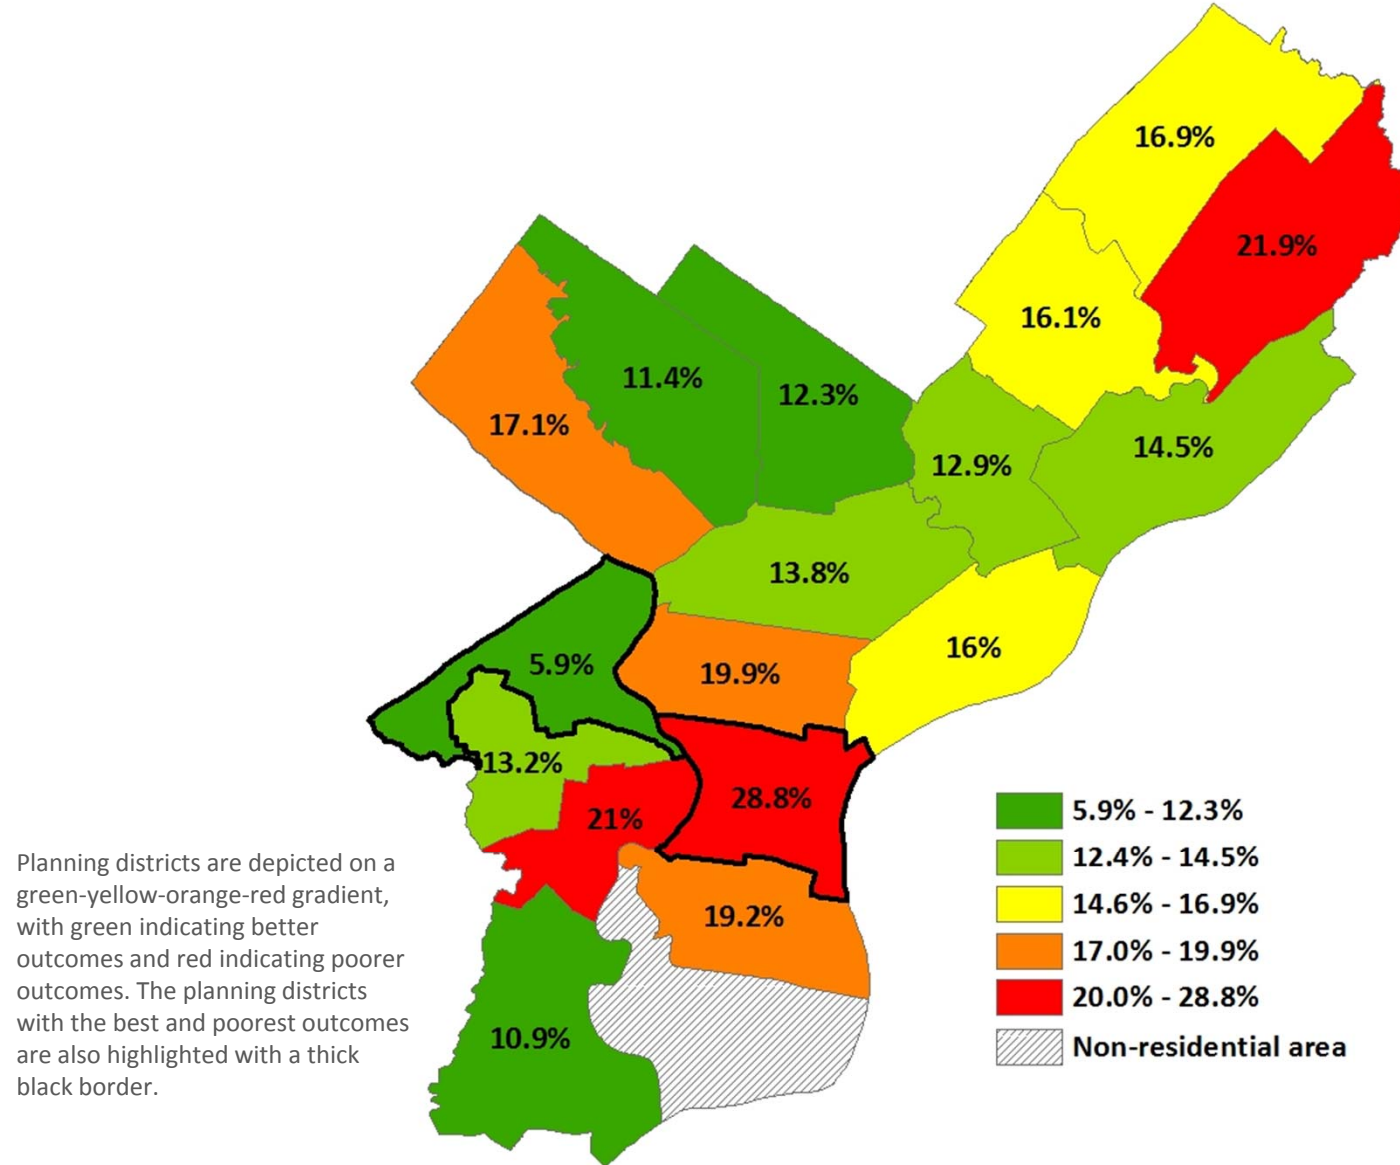 16.9%
21.9%
16.1%
11.4%
12.3%
17.1%
12.9%
14.5%
13.8%
5.9%
19.9%
16%
13.2%
28.8%
21%
19.2%
10.9%
Planning districts are depicted on a
green-yellow-orange-red gradient,
with green indicating better
outcomes and red indicating poorer
outcomes. The planning districts
with the best and poorest outcomes
are also highlighted with a thick
black border.
5.9% - 12.3%
12.4% - 14.5%
14.6% - 16.9%
17.0% - 19.9%
20.0% - 28.8%
Non-residential area